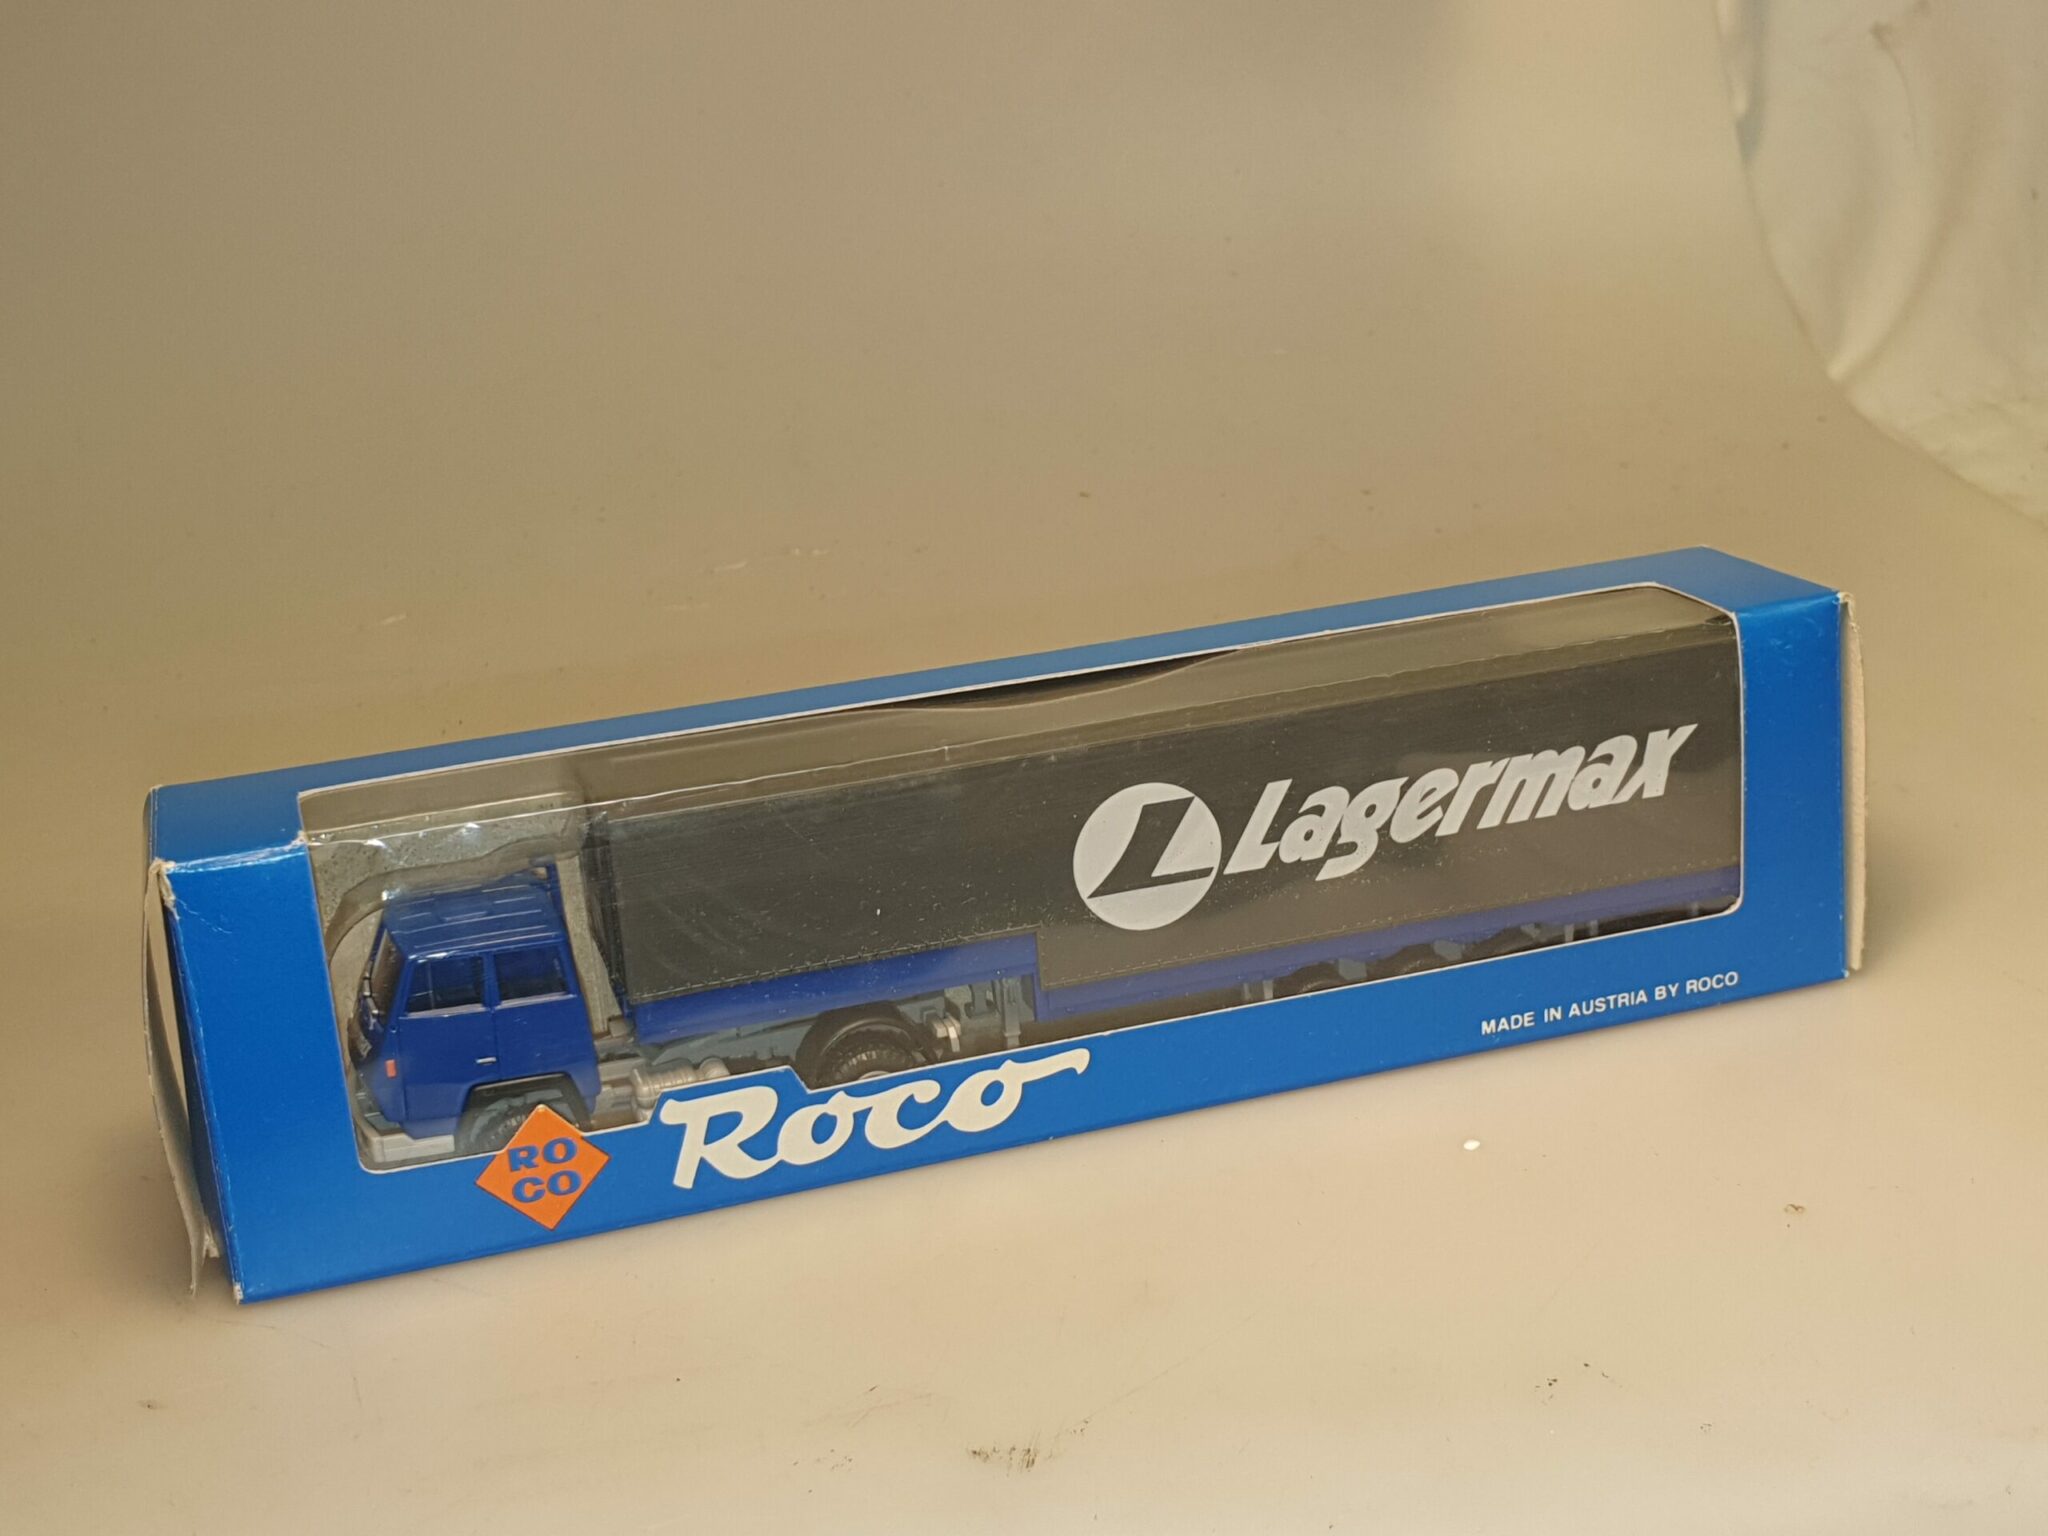 Lagermax
MADE IN AUSTRIA BY ROCO
Roco
RO
CO